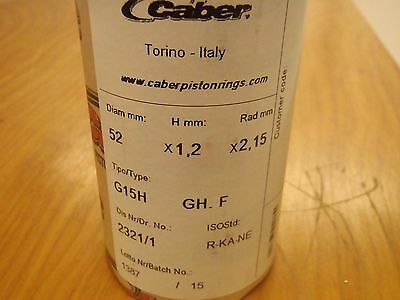 Caber
Torino - Italy
www.caberpistonrings.com
Diam mm: H mm: Rad mm
52 x1,2 x2,15
Tipo/Type:
G15H GH. F
Dis Nr/Dr. No.: ISOStd:
2321/1 R-KA-NE
Lotto Nr/Batch No.:
1387 / 15
Customer code: